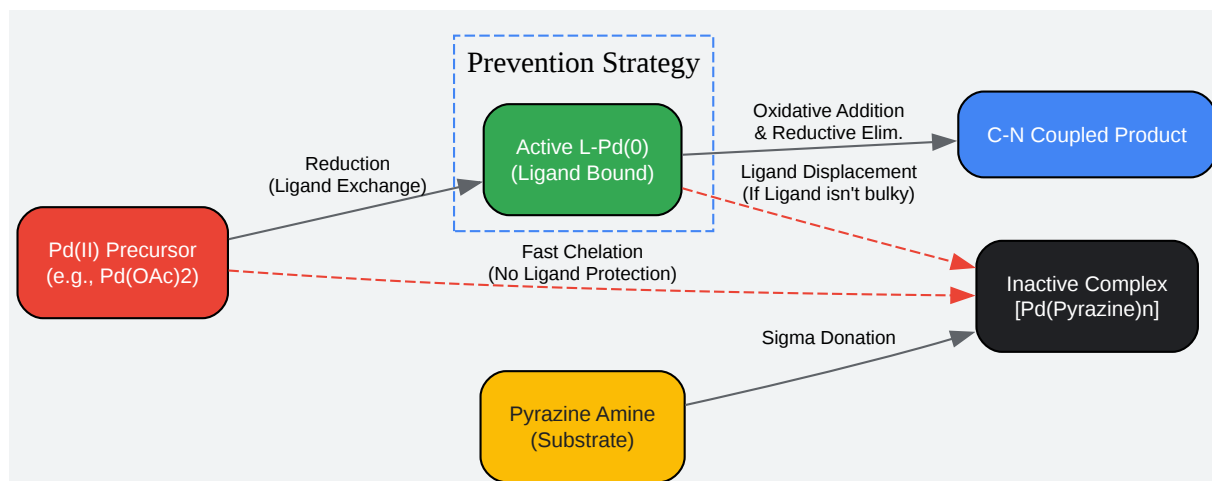 Prevention Strategy
Active L-Pd(0)
(Ligand Bound)
Oxidative Addition
& Reductive Elim.
C-N Coupled Product
Reduction
(Ligand Exchange)
Ligand Displacement
(If Ligand isn't bulky)
Pd(II) Precursor
(e.g., Pd(OAc)2)
Fast Chelation
(No Ligand Protection)
Inactive Complex
[Pd(Pyrazine)n]
Sigma Donation
Pyrazine Amine
(Substrate)